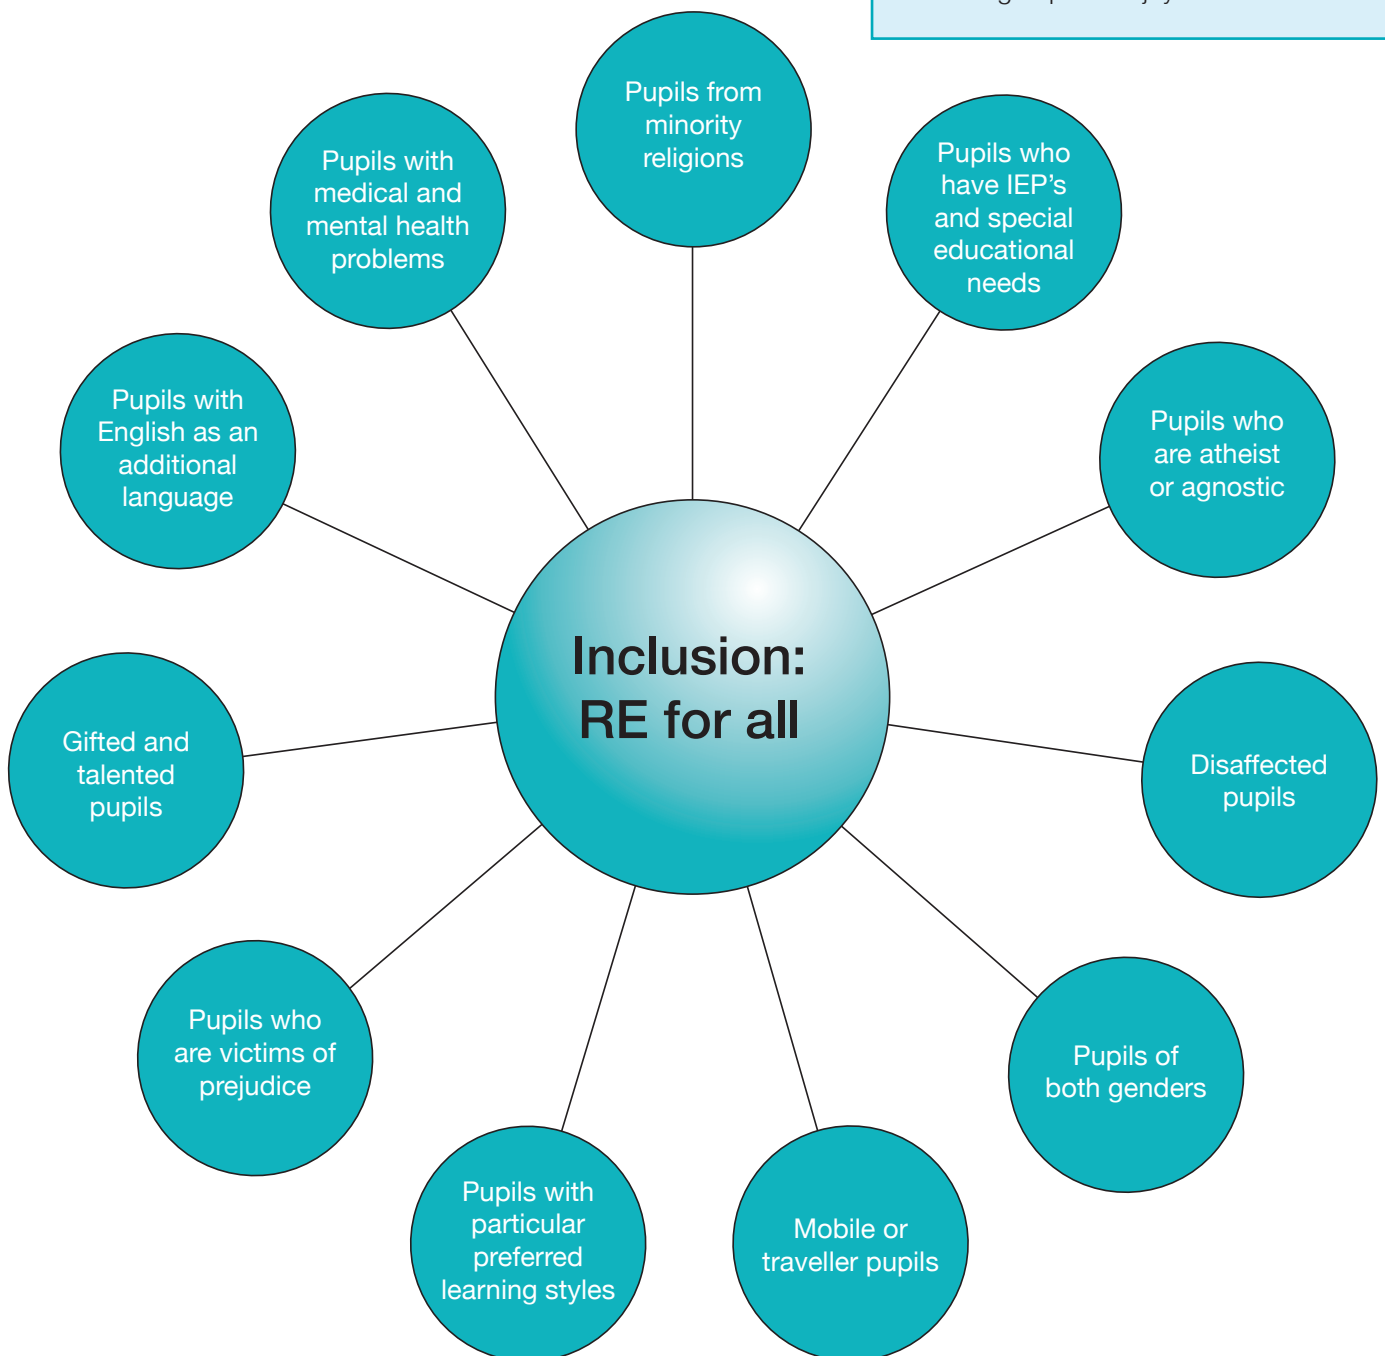 Pupils from
minority
religions
Pupils who
have IEP’s
and special
educational
needs
Pupils who
are atheist
or agnostic
Disaffected
pupils
Pupils of
both genders
Mobile or
traveller pupils
Pupils with
particular
preferred
learning styles
Pupils who
are victims of
prejudice
Gifted and
talented
pupils
Pupils with
English as an
additional
language
Pupils with
medical and
mental health
problems
Inclusion:
RE for all